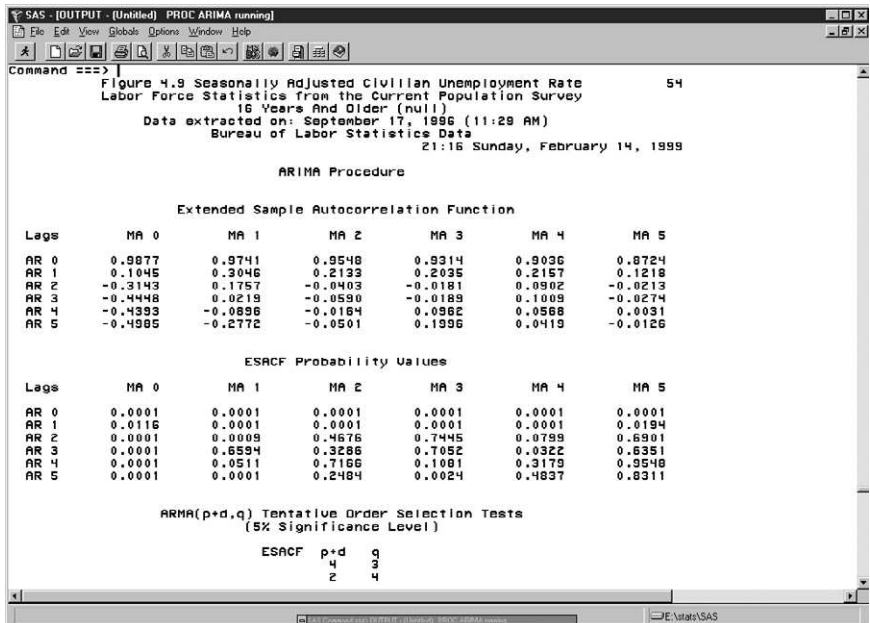 SAS - [OUTPUT - (Untitled) PROC ARIMA running]
File Edit View Globals Options Window Help
Command ===>
Figure 4.9 Seasonally Adjusted Civilian Unemployment Rate 54
Labor Force Statistics from the Current Population Survey
16 Years And Older (null)
Data extracted on: September 17, 1996 (11:29 AM)
Bureau of Labor Statistics Data
21:16 Sunday, February 14, 1999
ARIMA Procedure
Extended Sample Autocorrelation Function
Lags MA 0 MA 1 MA 2 MA 3 MA 4 MA 5
AR 0 0.9877 0.9741 0.9548 0.9314 0.9036 0.8724
AR 1 0.1045 0.3046 0.2133 0.2035 0.2157 0.1218
AR 2 -0.3143 0.1757 -0.0403 -0.0181 0.0902 -0.0213
AR 3 -0.4448 0.0219 -0.0590 -0.0189 0.1009 -0.0274
AR 4 -0.4393 -0.0896 -0.0164 0.0962 0.0568 0.0031
AR 5 -0.4985 -0.2772 -0.0501 0.1996 0.0419 -0.0126
ESACF Probability Values
Lags MA 0 MA 1 MA 2 MA 3 MA 4 MA 5
AR 0 0.0001 0.0001 0.0001 0.0001 0.0001 0.0001
AR 1 0.0116 0.0001 0.0001 0.0001 0.0001 0.0194
AR 2 0.0001 0.0009 0.4676 0.7445 0.0799 0.6901
AR 3 0.0001 0.6594 0.3286 0.7052 0.0322 0.6351
AR 4 0.0001 0.0511 0.7166 0.1081 0.3179 0.9548
AR 5 0.0001 0.0001 0.2484 0.0024 0.4837 0.8311
ARMA(p+d,q) Tentative Order Selection Tests
(5% Significance Level)
ESACF p+d q
4 3
2 4
E:\stats\SAS